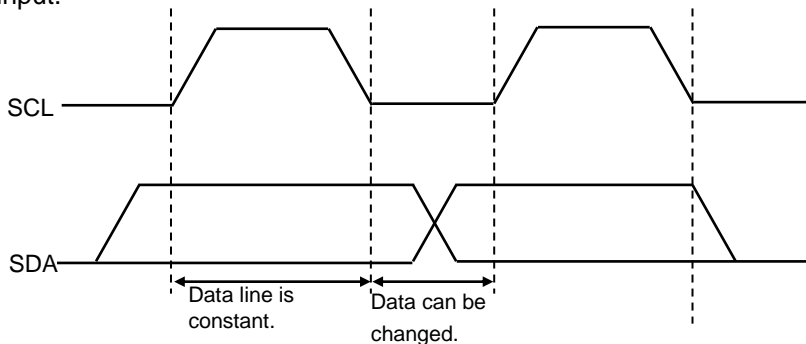 input.
SCL
SDA
Data line is
constant.
Data can be
changed.